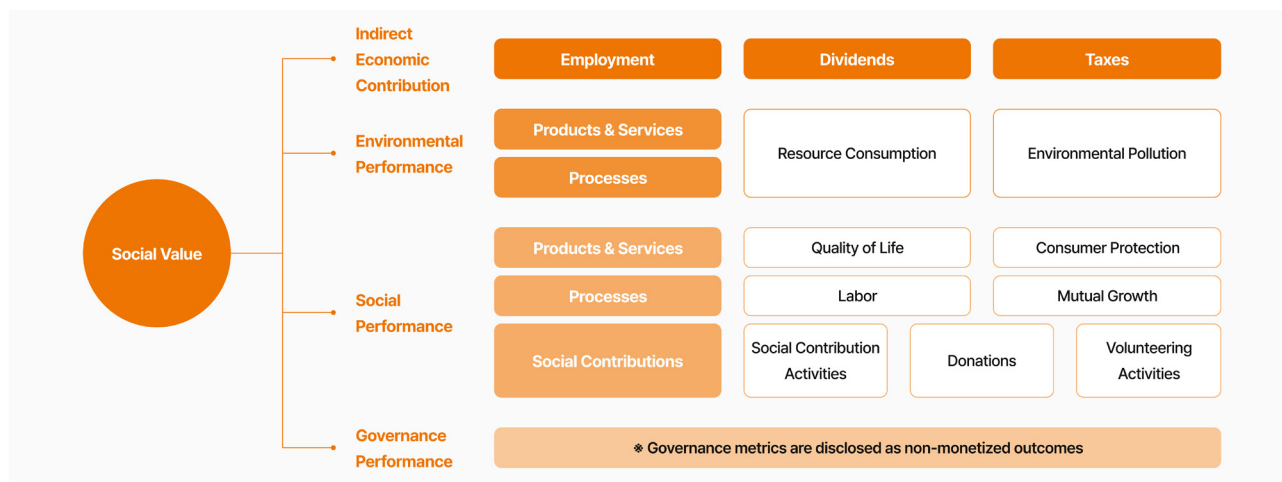 Social Value
Indirect
Economic
Contribution
Employment
Dividends
Taxes
Environmental
Performance
Products & Services
Processes
Resource Consumption
Environmental Pollution
Social
Performance
Products & Services
Quality of Life
Consumer Protection
Processes
Labor
Mutual Growth
Social Contributions
Social Contribution
Activities
Donations
Volunteering
Activities
Governance
Performance
※ Governance metrics are disclosed as non-monetized outcomes